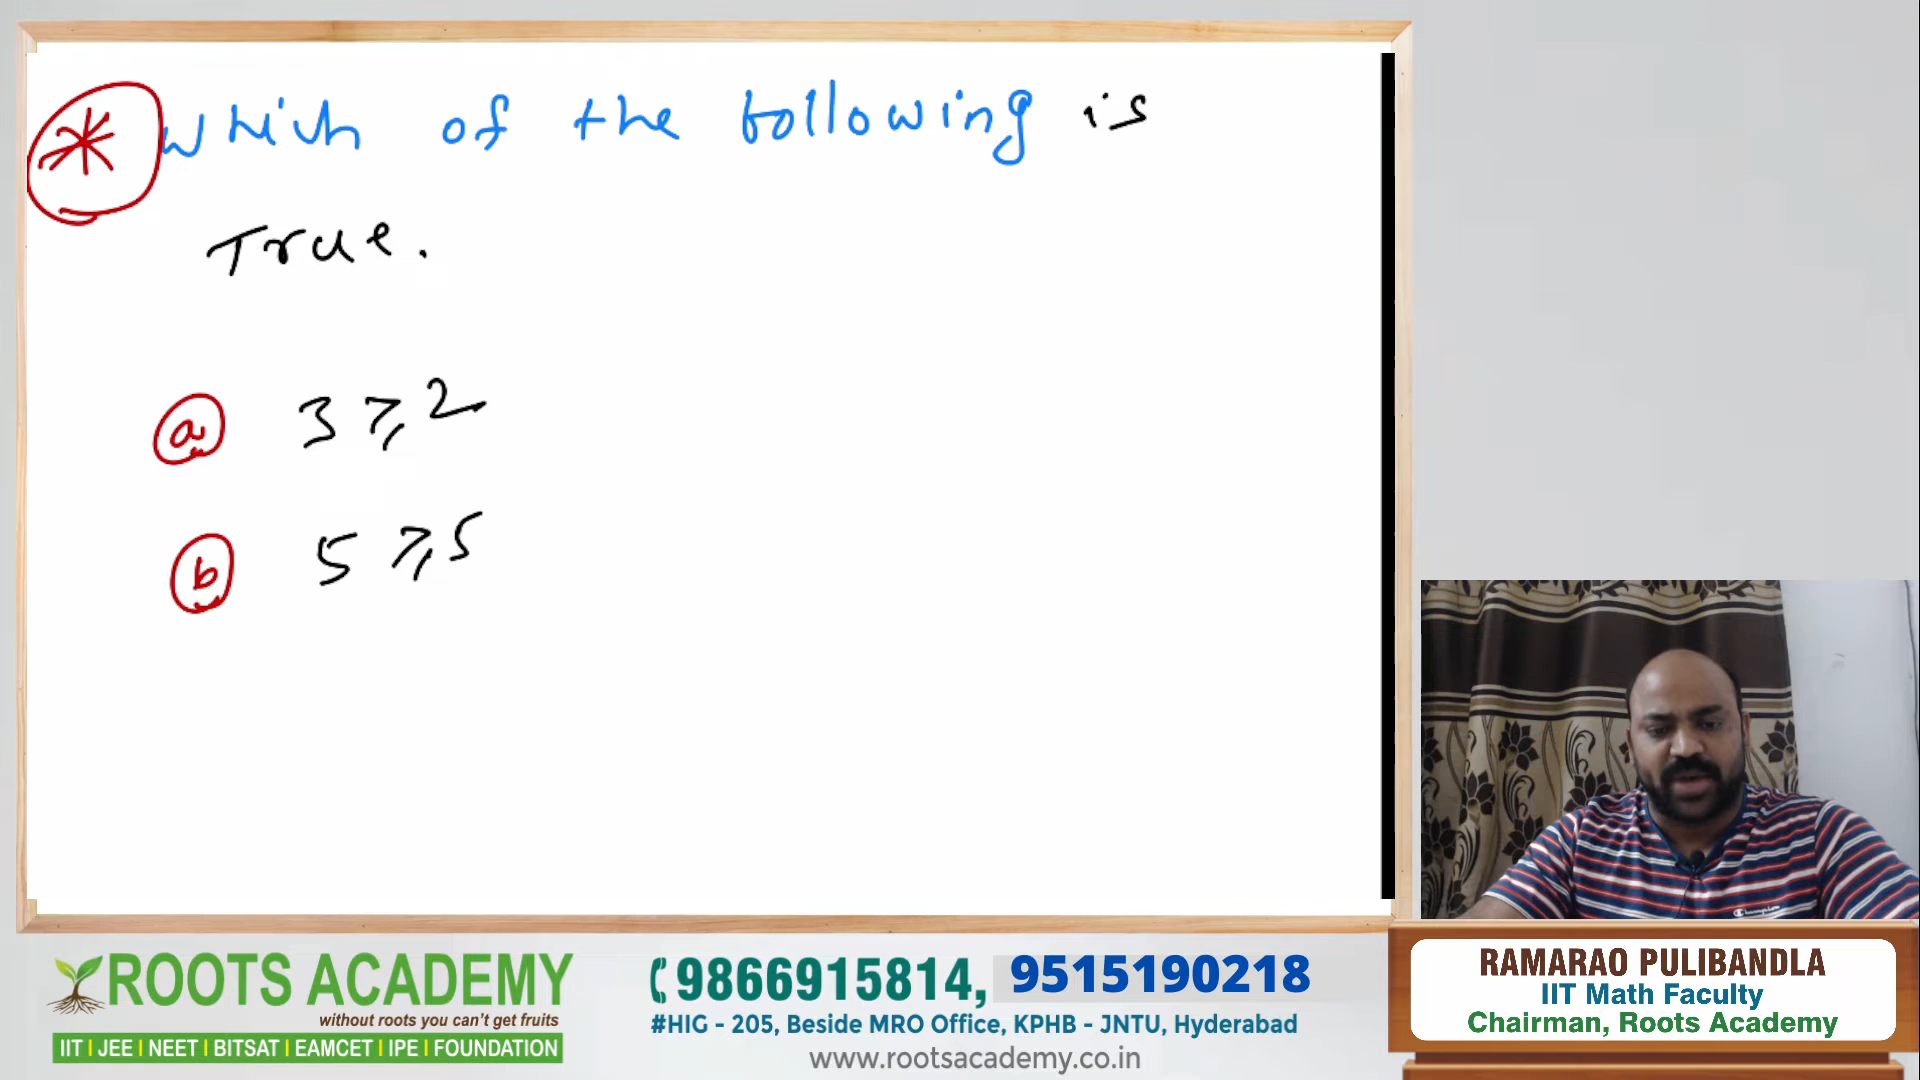 * Which of the following is
True.
a 3 ≥ 2
b 5 ≥ 5
ROOTS ACADEMY
without roots you can't get fruits
IIT | JEE | NEET | BITSAT | EAMCET | IPE | FOUNDATION
9866915814, 9515190218
#HIG - 205, Beside MRO Office, KPHB - JNTU, Hyderabad
www.rootsacademy.co.in
RAMARAO PULIBANDLA
IIT Math Faculty
Chairman, Roots Academy